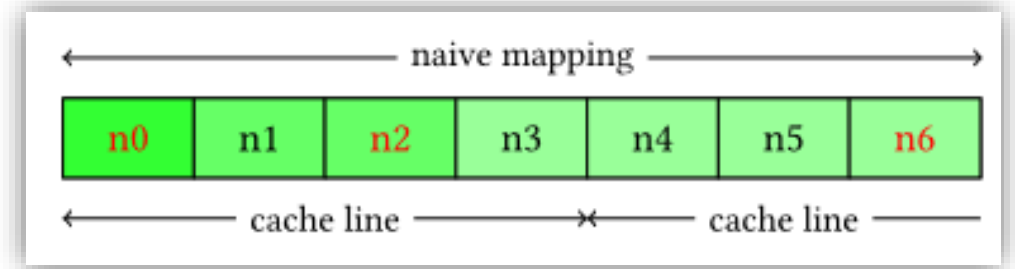 naive mapping
n0 n1 n2 n3 n4 n5 n6
cache line cache line